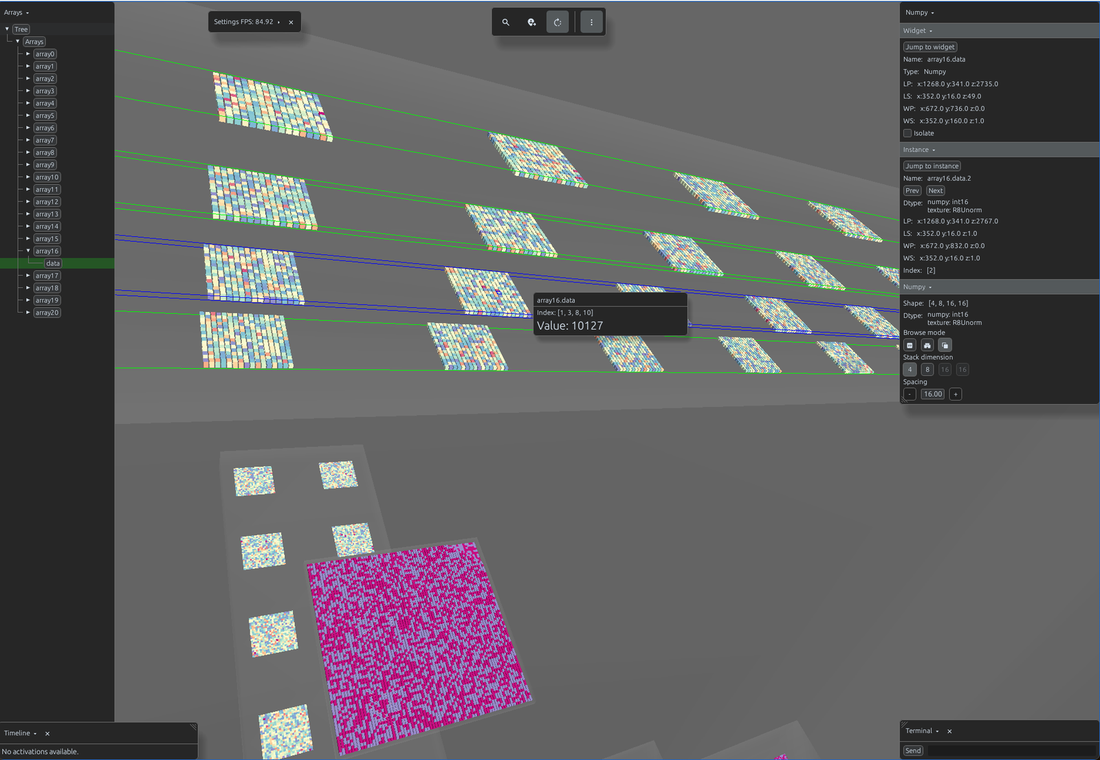 Arrays
Tree
Arrays
array0
array1
array2
array3
array4
array5
array6
array7
array8
array9
array10
array11
array12
array13
array14
array15
array16
data
array17
array18
array19
array20
Settings FPS: 84.92
array16.data
Index: [1, 3, 8, 10]
Value: 10127
Numpy
Widget
Jump to widget
Name: array16.data
Type: Numpy
LP: x:1268.0 y:341.0 z:2735.0
LS: x:352.0 y:16.0 z:49.0
WP: x:672.0 y:736.0 z:0.0
WS: x:352.0 y:160.0 z:1.0
Isolate
Instance
Jump to instance
Name: array16.data.2
Prev Next
Dtype: numpy: int16
texture: R8Unorm
LP: x:1268.0 y:341.0 z:2767.0
LS: x:352.0 y:16.0 z:1.0
WP: x:672.0 y:832.0 z:0.0
WS: x:352.0 y:16.0 z:1.0
Index: [2]
Numpy
Shape: [4, 8, 16, 16]
Dtype: numpy: int16
texture: R8Unorm
Browse mode
Stack dimension
4 8 16 16
Spacing
- 16.00 +
Timeline
No activations available.
Terminal
Send